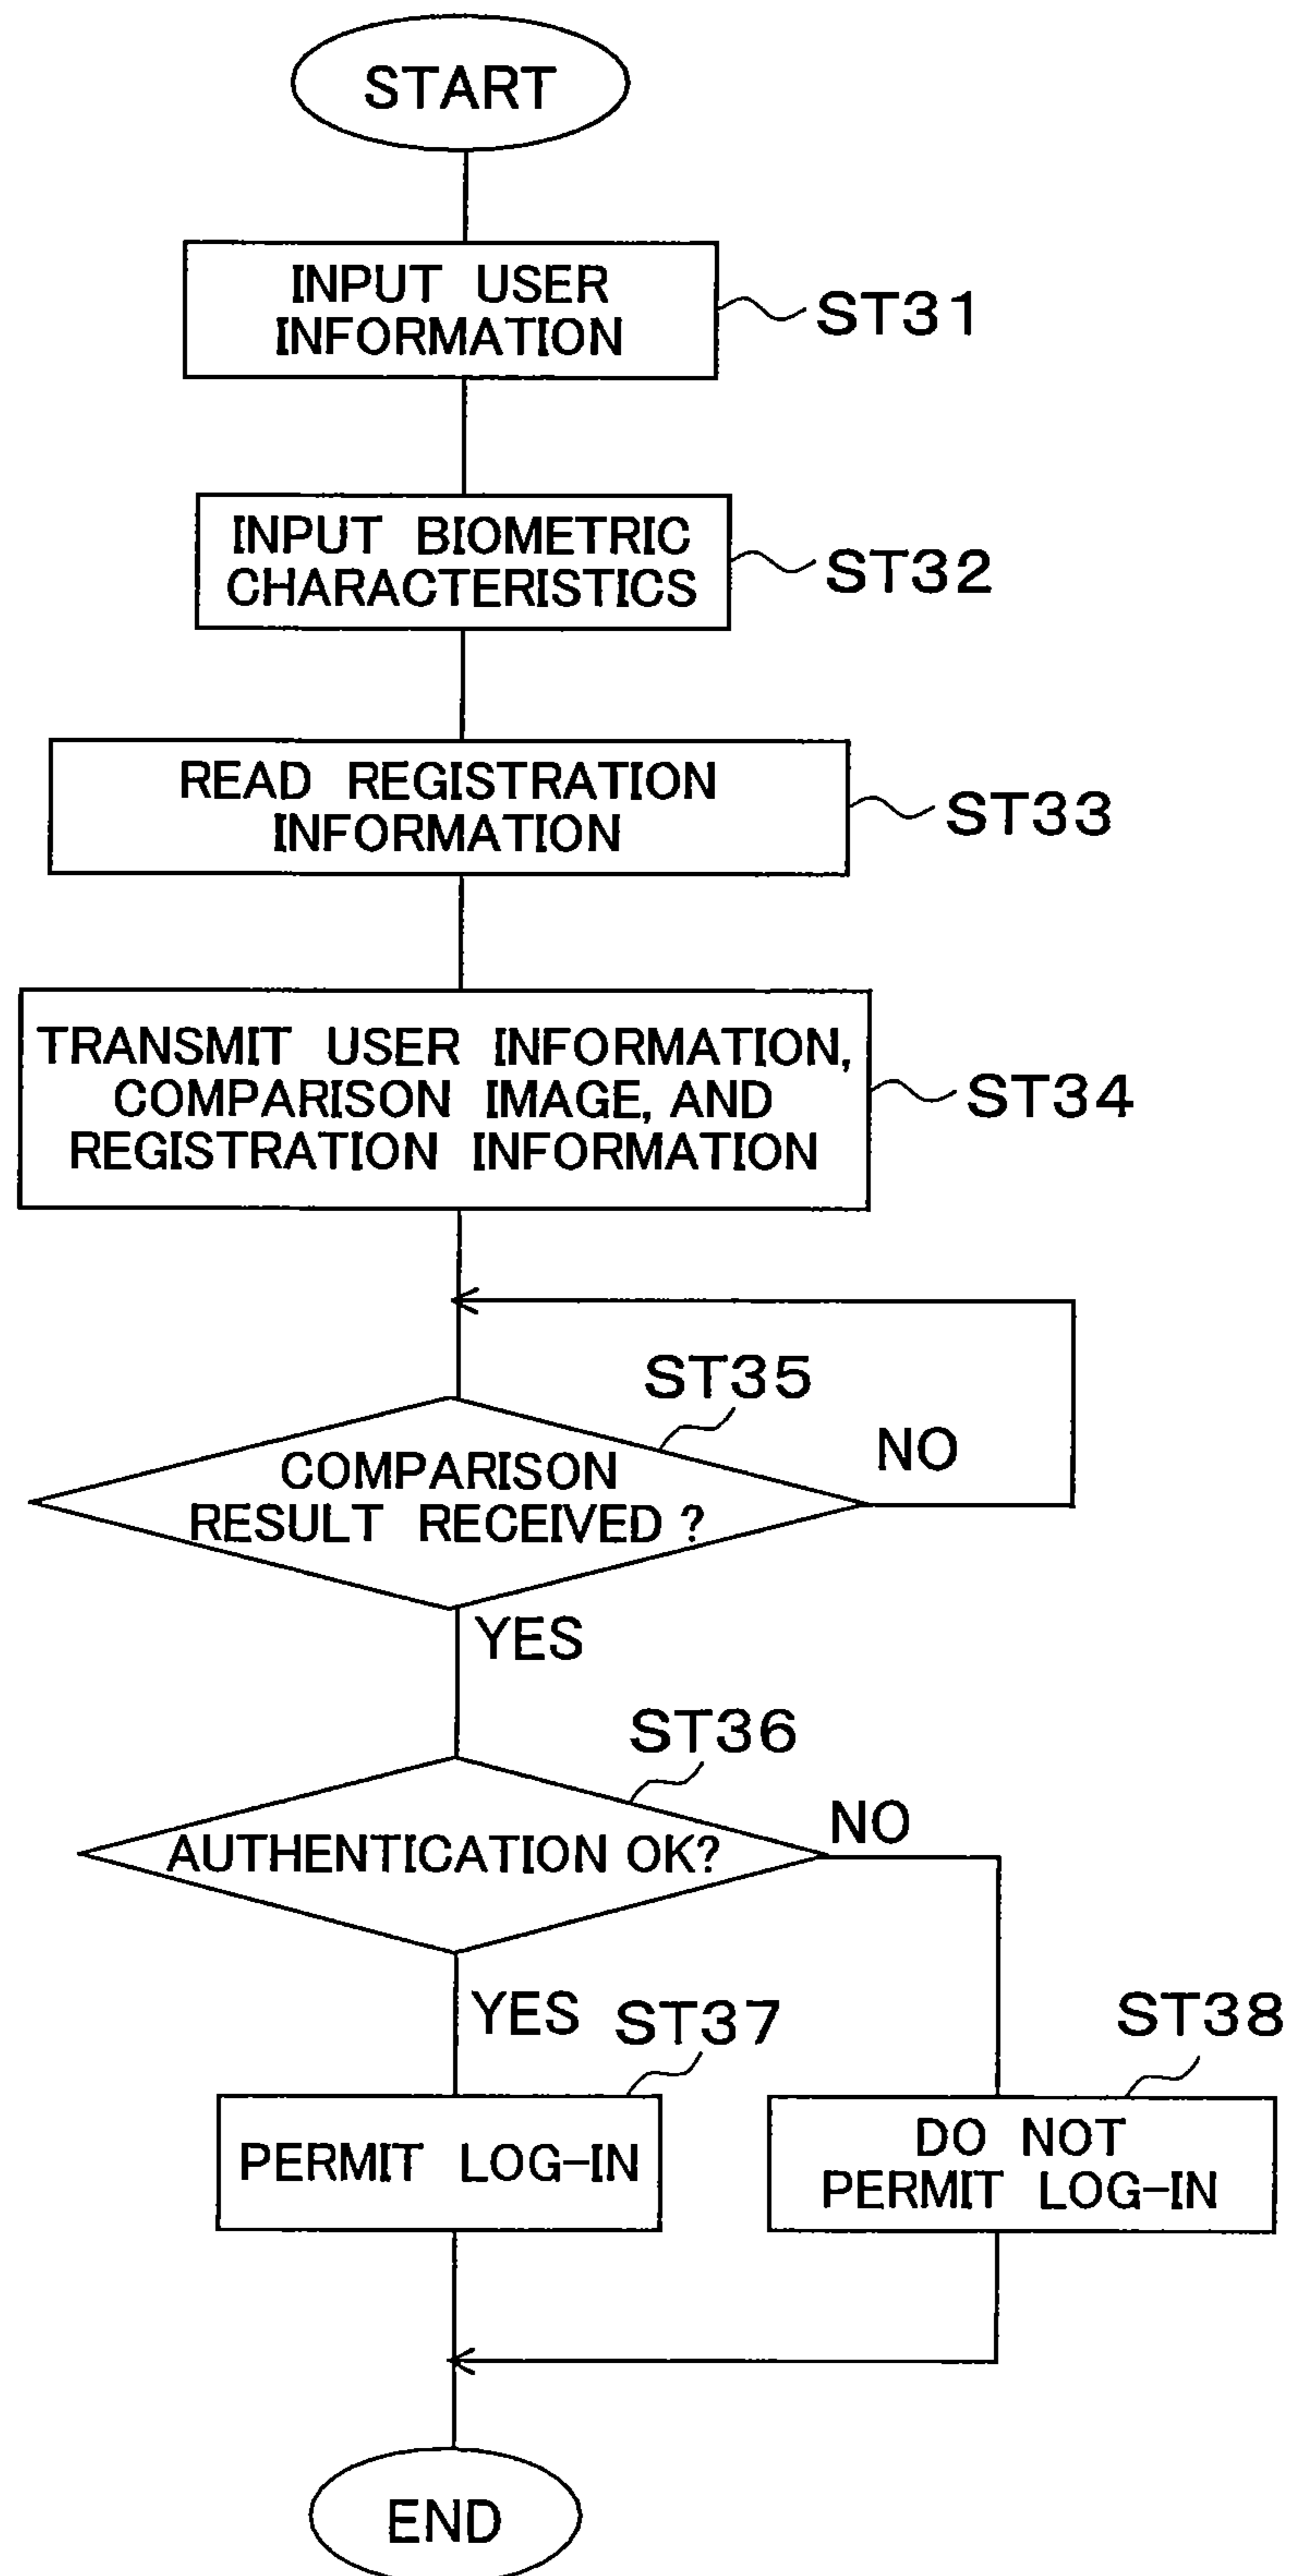 START
INPUT USER
INFORMATION
ST31
INPUT BIOMETRIC
CHARACTERISTICS
ST32
READ REGISTRATION
INFORMATION
ST33
TRANSMIT USER INFORMATION,
COMPARISON IMAGE, AND
REGISTRATION INFORMATION
ST34
ST35
COMPARISON
RESULT RECEIVED ?
NO
YES
ST36
AUTHENTICATION OK?
NO
YES
ST37
PERMIT LOG-IN
ST38
DO NOT
PERMIT LOG-IN
END